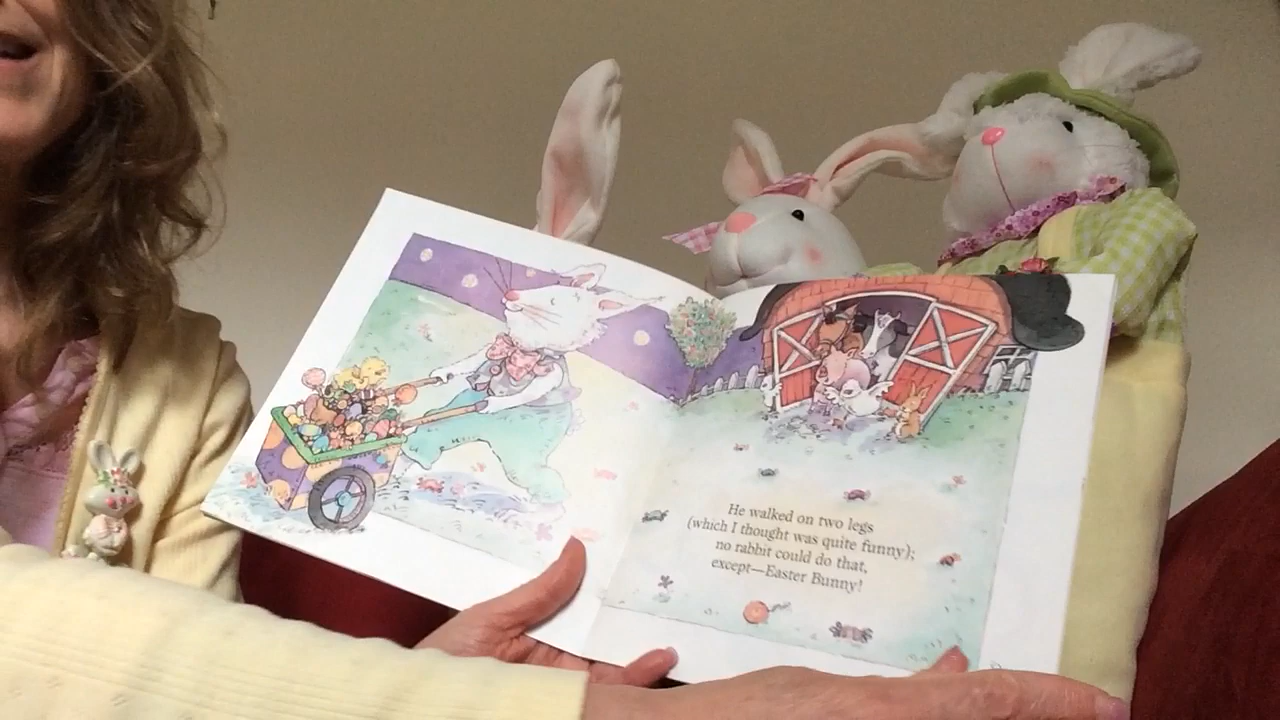 He walked on two legs
(which I thought was quite funny);
no rabbit could do that,
except—Easter Bunny!